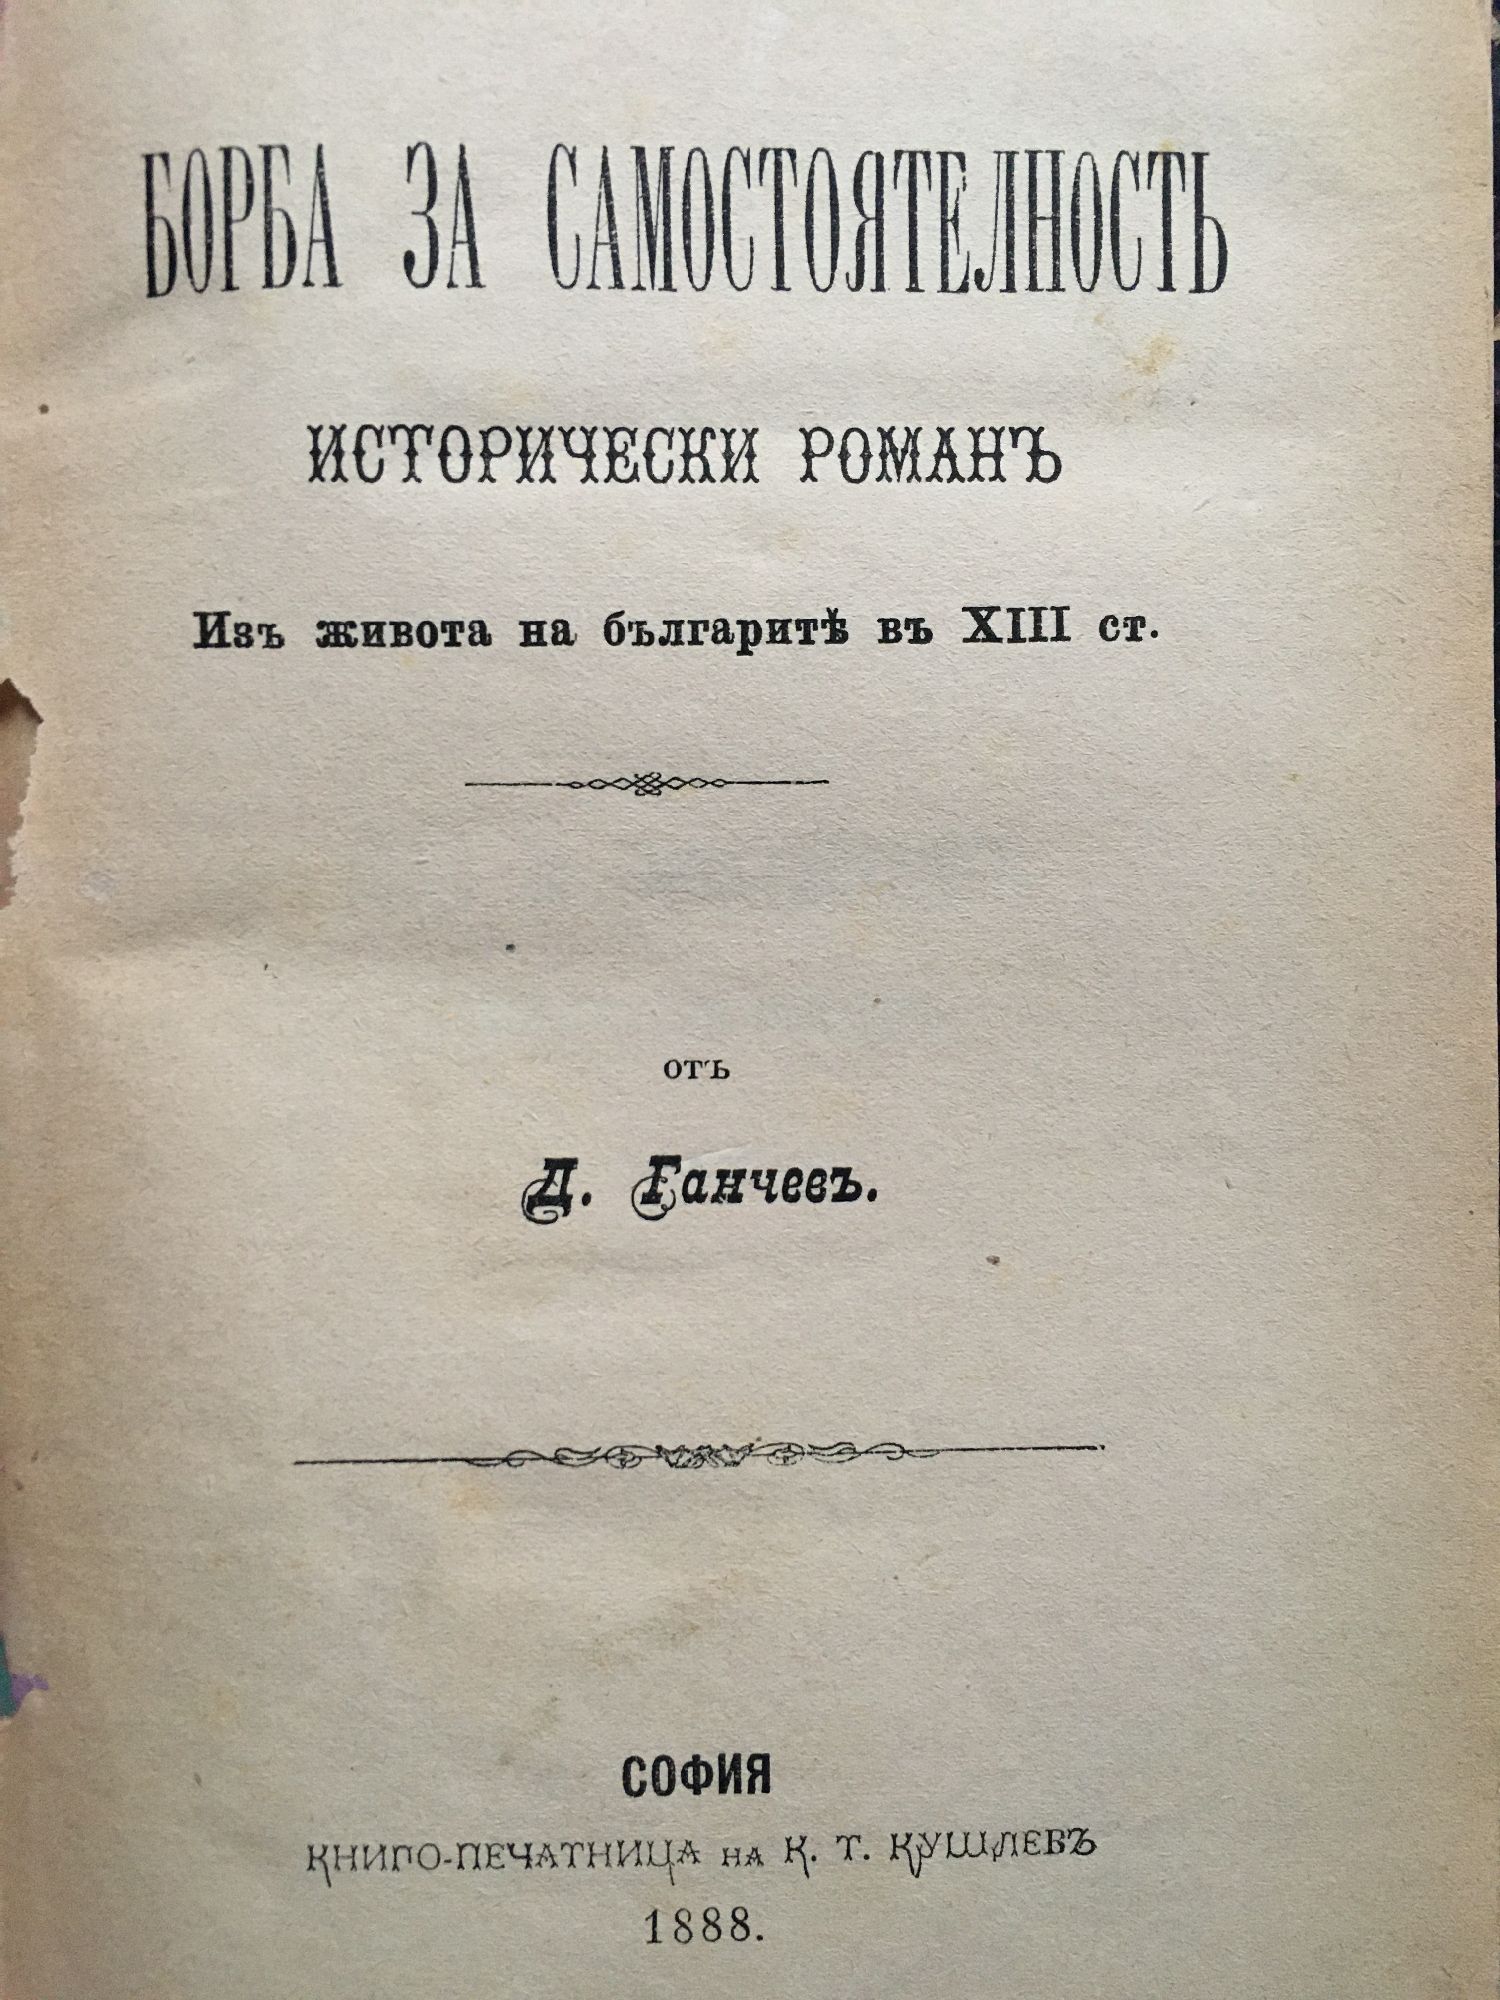 БОРБА ЗА САМОСТОЯТЕЛНОСТЬ
ИСТОРИЧЕСКИ РОМАНЪ
Изъ живота на българитѣ въ XIII ст.
отъ
Д. Ганчевъ.
СОФИЯ
КНИГО-ПЕЧАТНИЦА НА К. Т. КУШЛЕВЪ
1888.